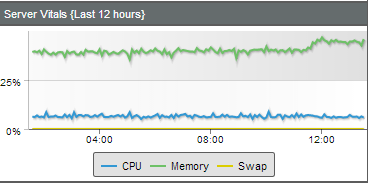 Server Vitals {Last 12 hours}
25%
0%
04:00 08:00 12:00
CPU Memory Swap